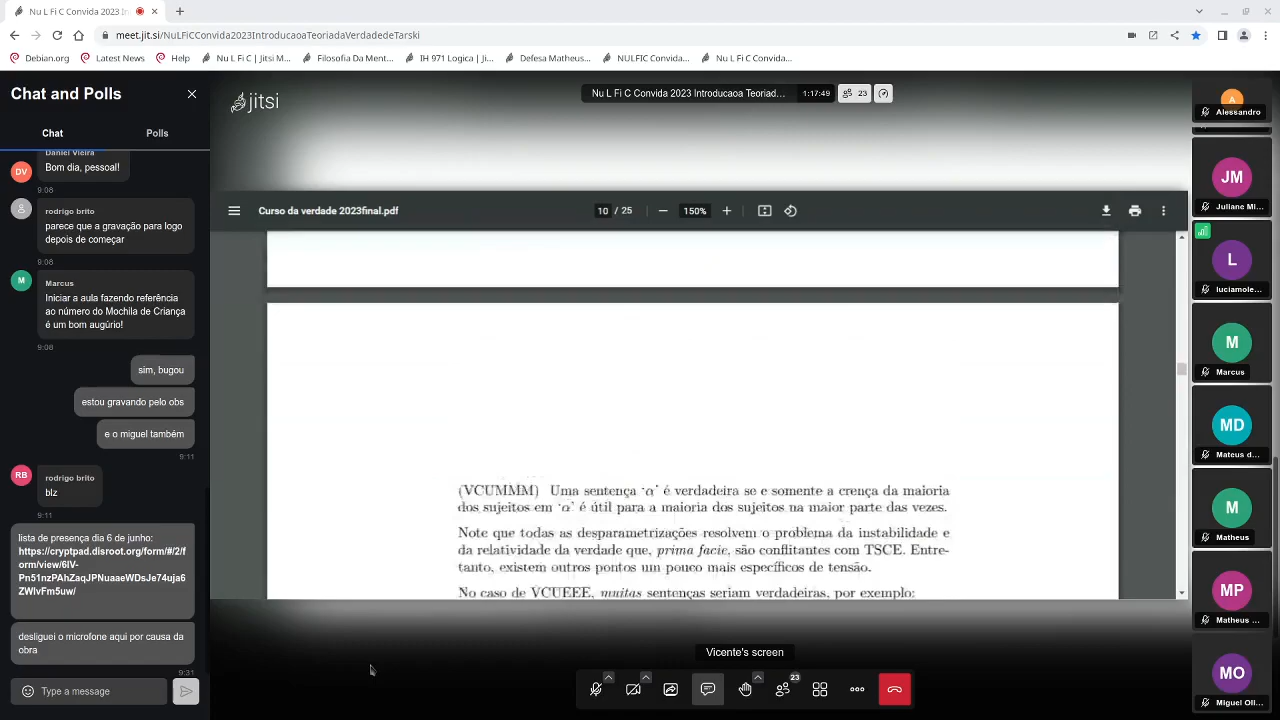 Nu L Fi C Convida 2023 I
meet.jit.si/NuLFiCConvida2023IntroducaoaTeoriadaVerdadedeTarski
Debian.org
Latest News
Help
Nu L F i C | Jitsi M...
Filosofia Da Ment...
IH 971 Logica | Ji...
Defesa Matheus...
NULFIC Convida...
Nu L Fi C Convida...
Chat and Polls
Chat
Polls
Daniel Vieira
DV
Bom dia, pessoal!
9:08
rodrigo brito
parece que a gravação para logo
depois de começar
9:08
M
Marcus
Iniciar a aula fazendo referência
ao número do Mochila de Criança
é um bom augúrio!
9:08
sim, bugou
estou gravando pelo obs
e o miguel também
9:11
RB
rodrigo brito
blz
9:11
lista de presença dia 6 de junho:
https://cryptpad.disroot.org/form/#/2/f
orm/view/6IV-
Pn51nzPAhZaqJPNuaaeWDsJe74uja6
ZWlvFm5uw/
desliguei o microfone aqui por causa da
obra
9:31
Type a message
jitsi
Nu L Fi C Convida 2023 Introducaoa Teoriad...
1:17:49
23
Curso da verdade 2023final.pdf
10 / 25
150%
(VCUMMM) Uma sentença ‘α’ é verdadeira se e somente a crença da maioria
dos sujeitos em ‘α’ é útil para a maioria dos sujeitos na maior parte das vezes.
Note que todas as desparametrizações resolvem o problema da instabilidade e
da relatividade da verdade que, prima facie, são conflitantes com TSCE. Entre-
tanto, existem outros pontos um pouco mais específicos de tensão.
No caso de VCUEEE, muitas sentenças seriam verdadeiras, por exemplo:
Vicente's screen
23
A
Alessandro
JM
Juliane Mi...
L
luciamole...
M
Marcus
MD
Mateus d...
M
Matheus
MP
Matheus ...
MO
Miguel Oli...